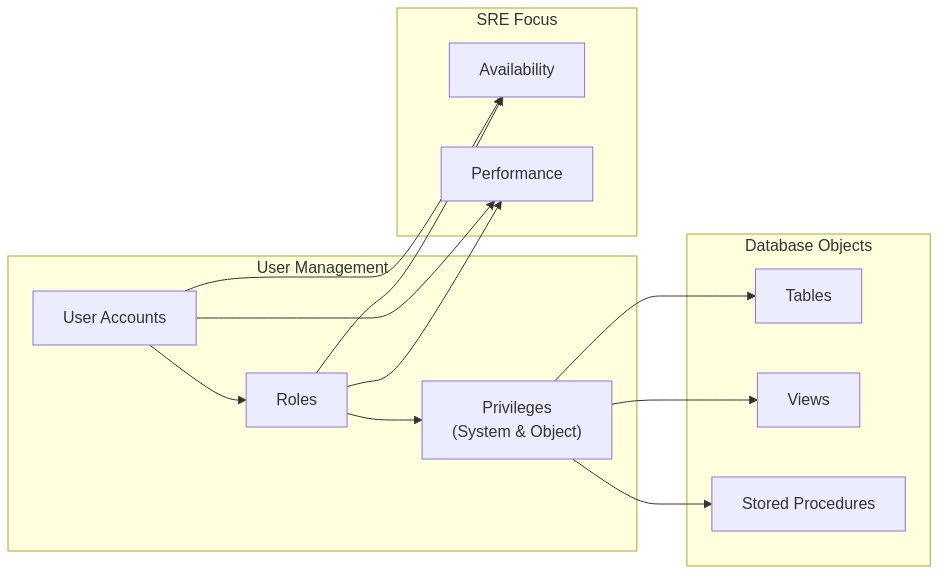 SRE Focus
Availability
Performance
User Management
User Accounts
Roles
Privileges
(System & Object)
Database Objects
Tables
Views
Stored Procedures